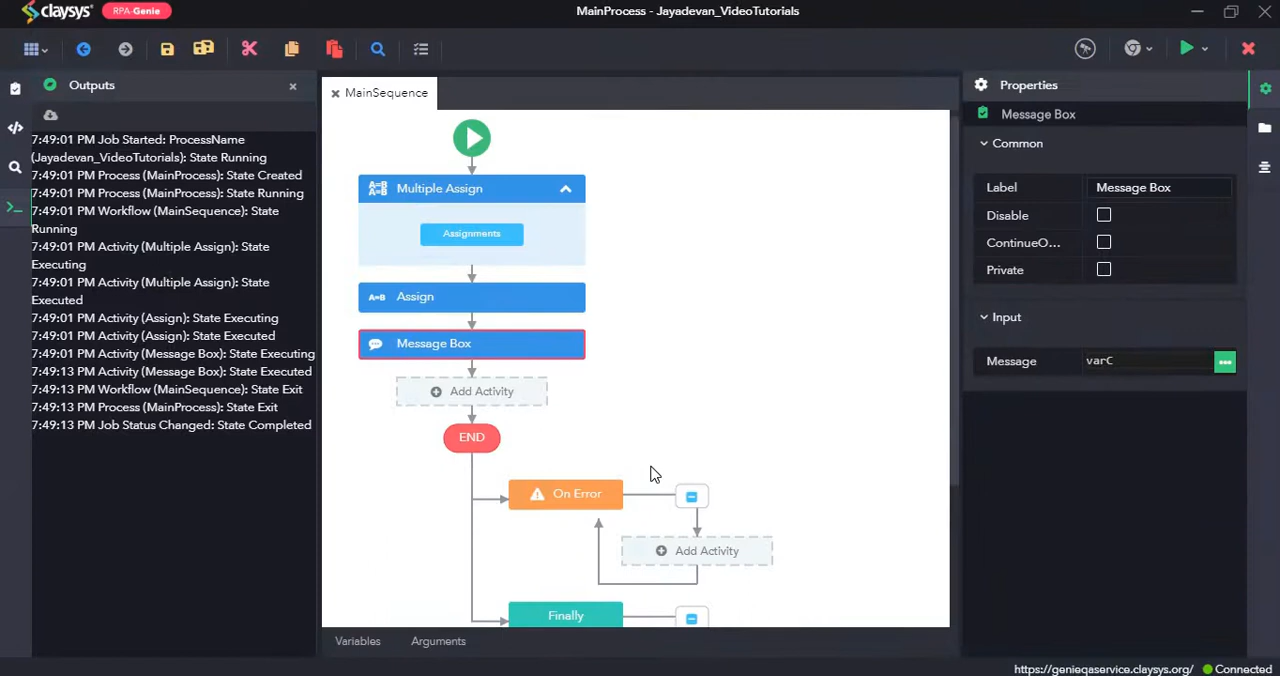 claysys
RPA-Genie
MainProcess - Jayadevan_VideoTutorials
Outputs
7:49:01 PM Job Started: ProcessName
(Jayadevan_VideoTutorials): State Running
7:49:01 PM Process (MainProcess): State Created
7:49:01 PM Process (MainProcess): State Running
7:49:01 PM Workflow (MainSequence): State
Running
7:49:01 PM Activity (Multiple Assign): State
Executing
7:49:01 PM Activity (Multiple Assign): State
Executed
7:49:01 PM Activity (Assign): State Executing
7:49:01 PM Activity (Assign): State Executed
7:49:01 PM Activity (Message Box): State Executing
7:49:13 PM Activity (Message Box): State Executed
7:49:13 PM Workflow (MainSequence): State Exit
7:49:13 PM Process (MainProcess): State Exit
7:49:13 PM Job Status Changed: State Completed
MainSequence
Multiple Assign
Assignments
A=B Assign
Message Box
Add Activity
END
On Error
Add Activity
Finally
Variables Arguments
Properties
Message Box
Common
Label Message Box
Disable
ContinueO...
Private
Input
Message varC
https://genieqaservice.claysys.org/ Connected